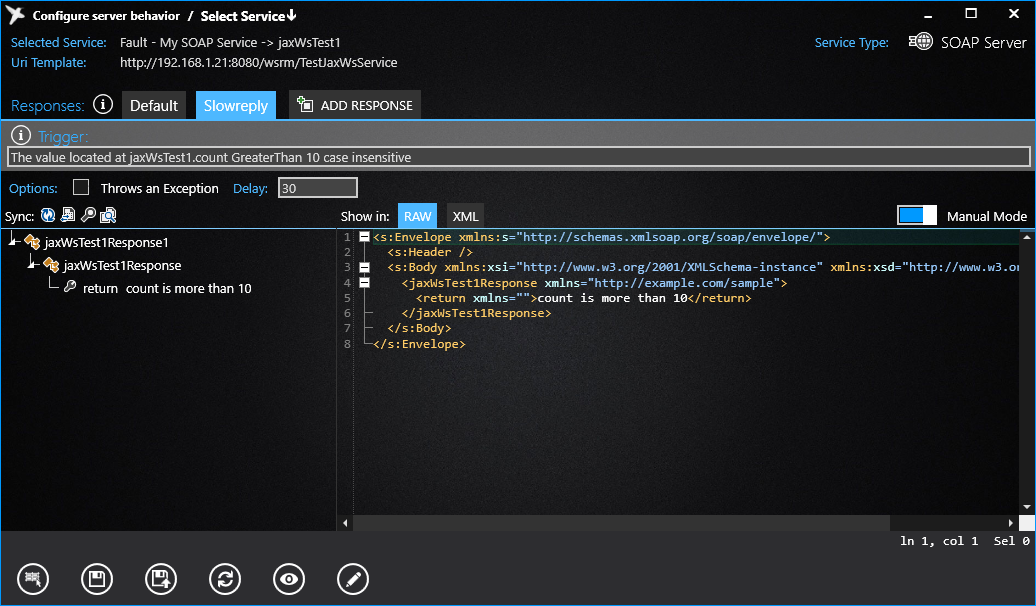 Configure server behavior / Select Service
Selected Service: Fault - My SOAP Service -> jaxWsTest1
Service Type: SOAP Server
Uri Template: http://192.168.1.21:8080/wsrm/TestJaxWsService
Responses: Default Slowreply ADD RESPONSE
Trigger:
The value located at jaxWsTest1.count GreaterThan 10 case insensitive
Options: Throws an Exception Delay: 30
Sync: Show in: RAW XML Manual Mode
jaxWsTest1Response1
jaxWsTest1Response
return count is more than 10
1 <s:Envelope xmlns:s="http://schemas.xmlsoap.org/soap/envelope/">
2 <s:Header />
3 <s:Body xmlns:xsi="http://www.w3.org/2001/XMLSchema-instance" xmlns:xsd="http://www.w3.o
4 <jaxWsTest1Response xmlns="http://example.com/sample">
5 <return xmlns="">count is more than 10</return>
6 </jaxWsTest1Response>
7 </s:Body>
8 </s:Envelope>
ln 1, col 1 Sel 0